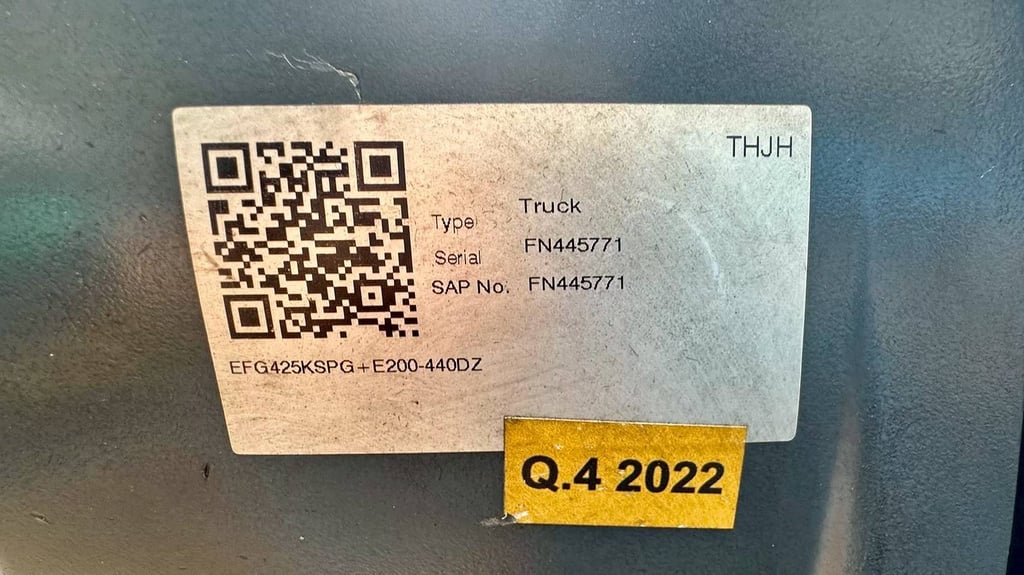 THJH
Type Truck
Serial FN445771
SAP No. FN445771
EFG425KSPG+E200-440DZ
Q.4 2022